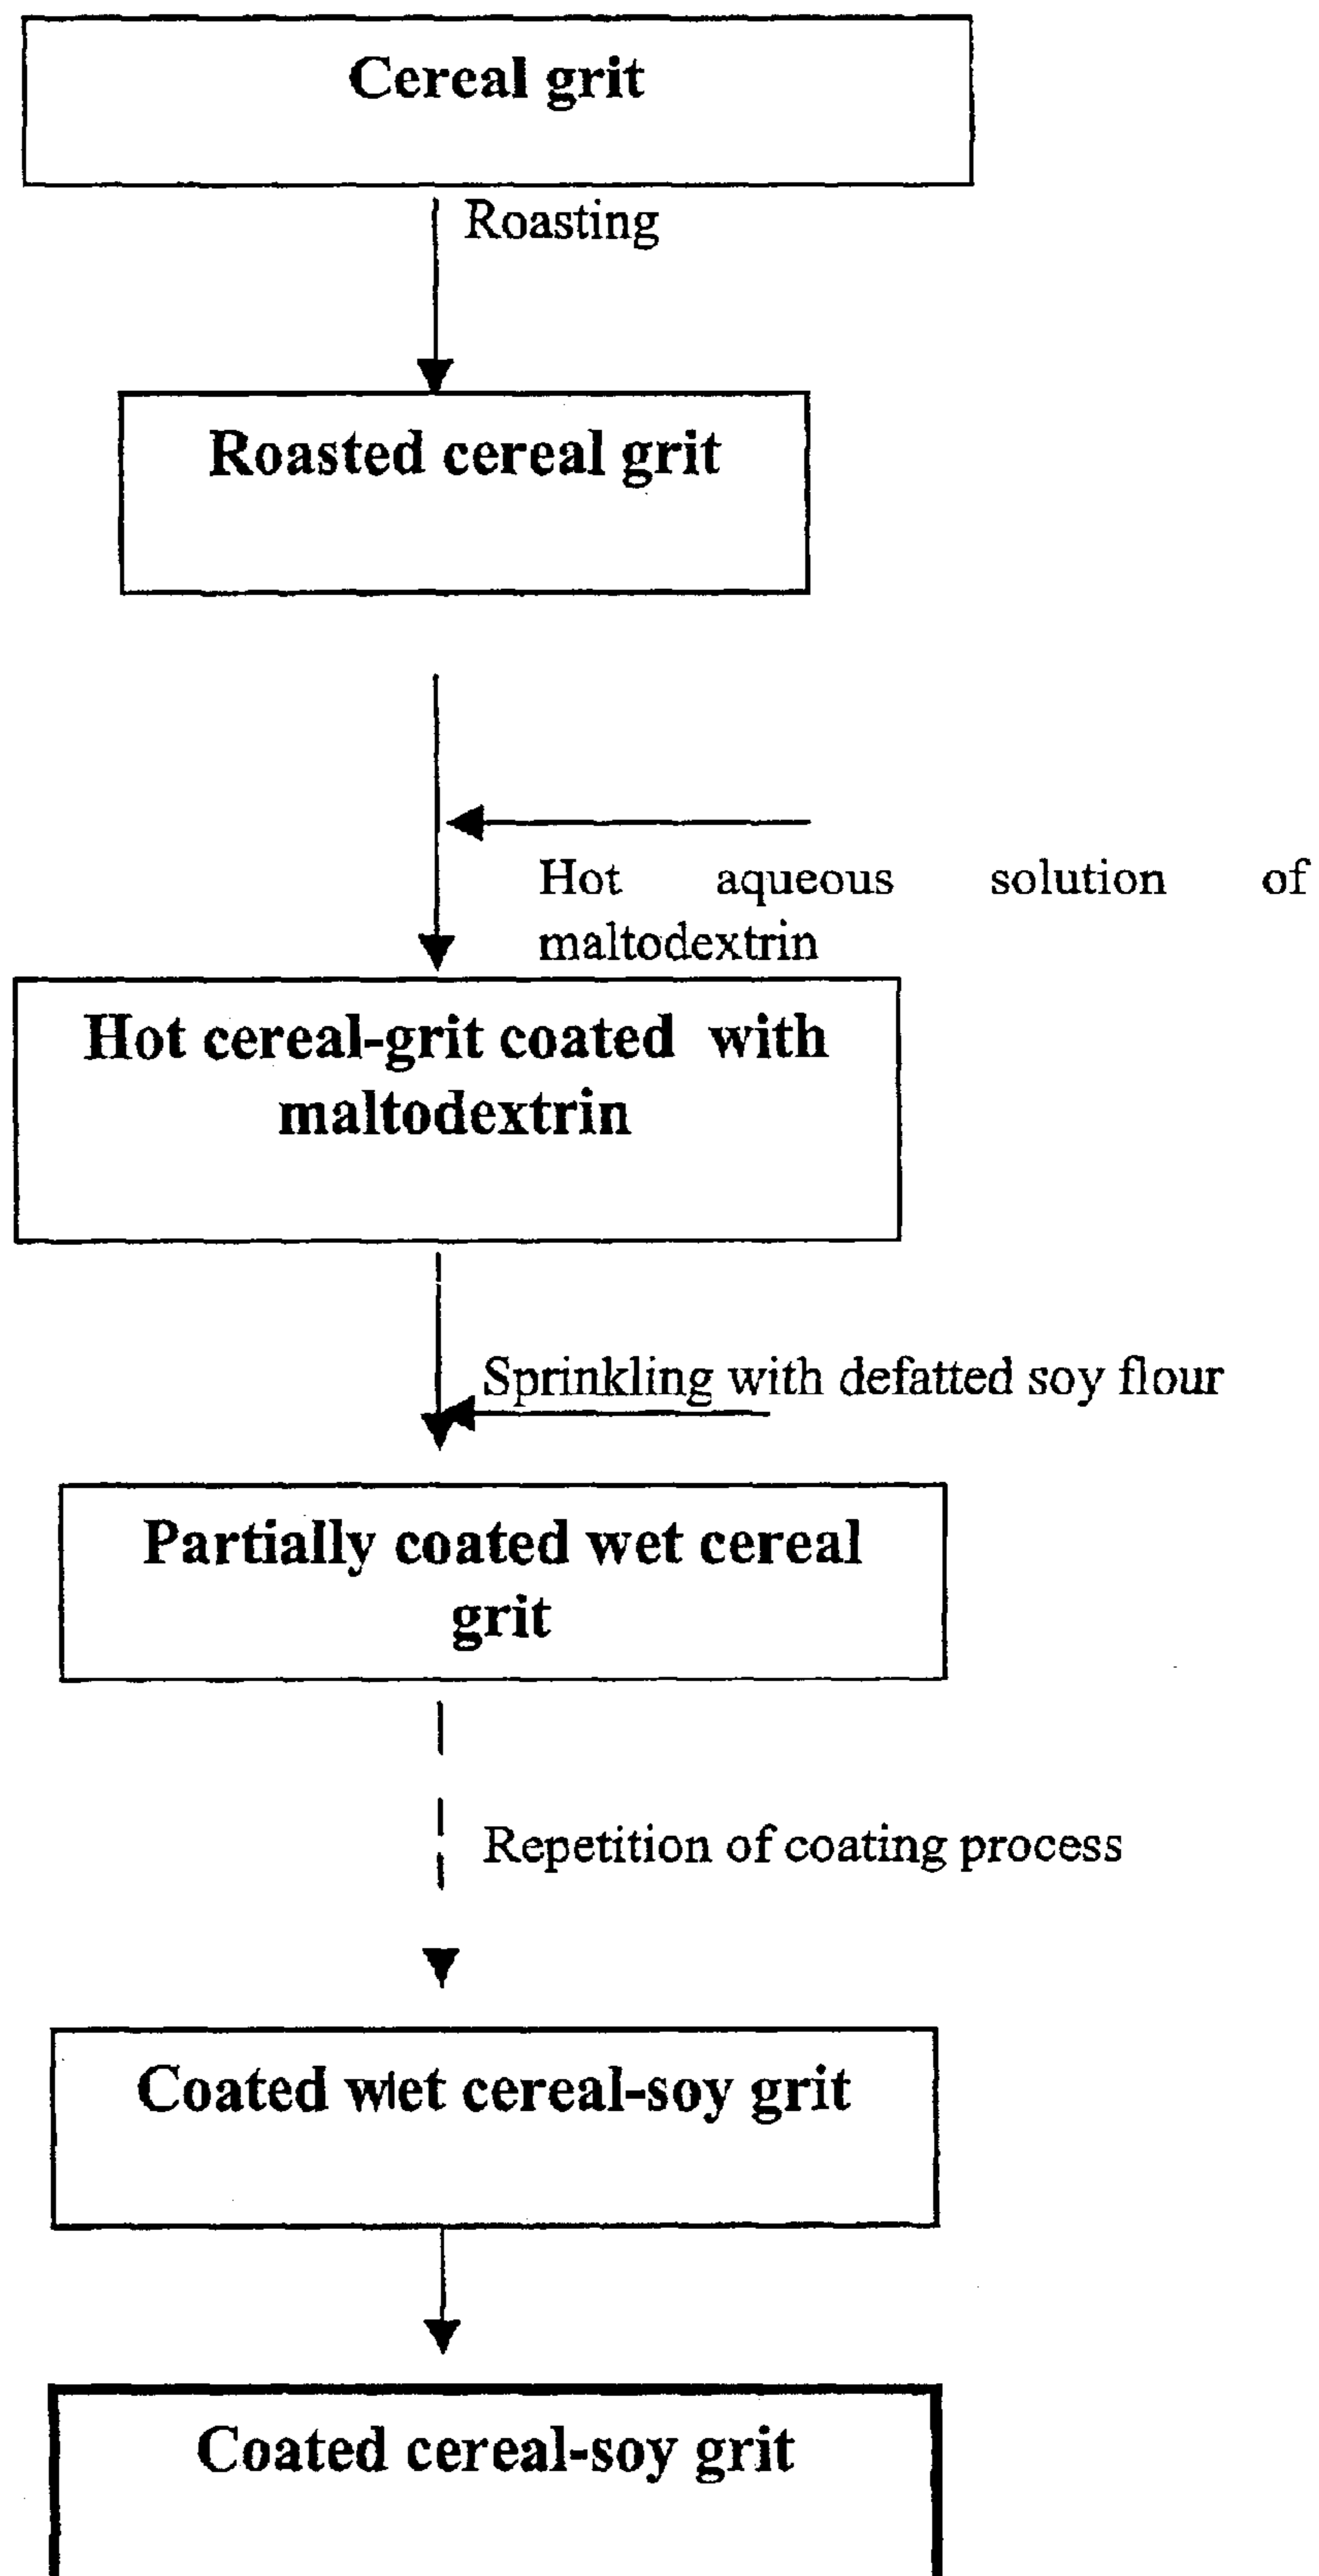 Cereal grit
Roasting
Roasted cereal grit
Hot aqueous solution of
maltodextrin
Hot cereal-grit coated with
maltodextrin
Sprinkling with defatted soy flour
Partially coated wet cereal
grit
Repetition of coating process
Coated wet cereal-soy grit
Coated cereal-soy grit